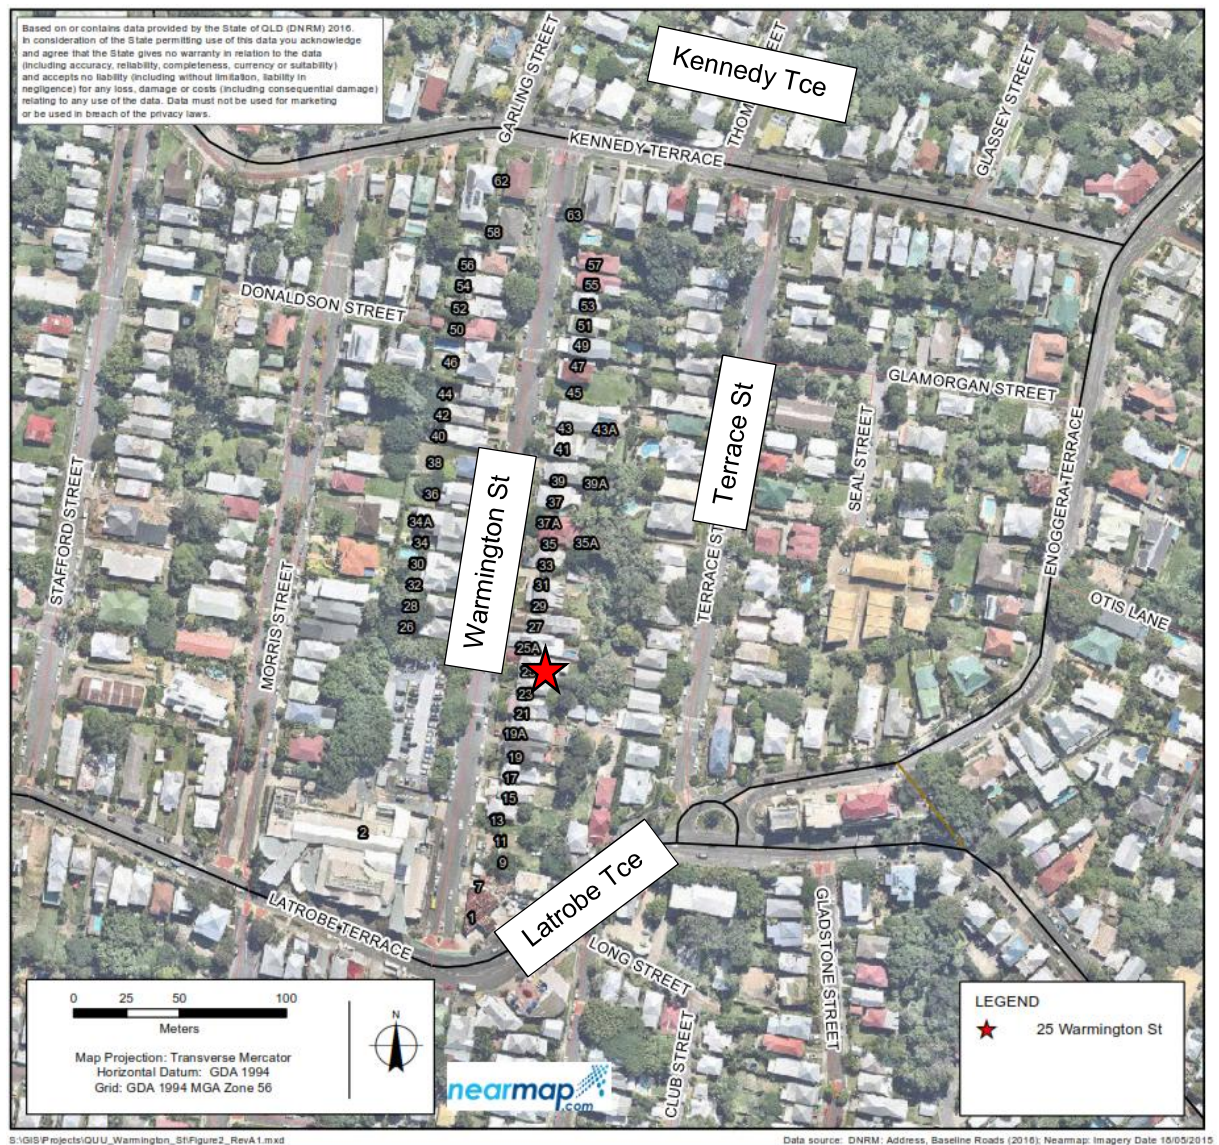 Based on or contains data provided by the State of QLD (DNRM) 2016.
In consideration of the State permitting use of this data you acknowledge
and agree that the State gives no warranty in relation to the data
(including accuracy, reliability, completeness, currency or suitability)
and accepts no liability (including without limitation, liability in
negligence) for any loss, damage or costs (including consequential damage)
relating to any use of the data. Data must not be used for marketing
or be used in breach of the privacy laws.
GARLING STREET
Kennedy Tce
GLASSEY STREET
KENNEDY TERRACE
62
63
58
56
57
54
55
DONALDSON STREET
52
53
50
51
49
46
47
Terrace St
GLAMORGAN STREET
44
45
42
43
43A
40
41
SEAL STREET
38
39
39A
36
37
Warmington St
34A
37A
34
35
35A
STAFFORD STREET
ENOGGERA TERRACE
30
33
32
31
TERRACE
28
29
OTIS LANE
26
27
MORRIS STREET
25A
23
21
19A
19
17
15
13
2
11
9
7
1
Latrobe Tce
LATROBE TERRACE
LONG STREET
GLADSTONE STREET
CLUB STREET
0 25 50 100
Meters
Map Projection: Transverse Mercator
Horizontal Datum: GDA 1994
Grid: GDA 1994 MGA Zone 56
N
nearmap
.com
LEGEND
25 Warmington St
S:\GIS\Projects\QUU_Warmington_St\Figure2_RevA1.mxd
Data source: DNRM: Address, Baseline Roads (2016); Nearmap: Imagery Date 18/03/2015